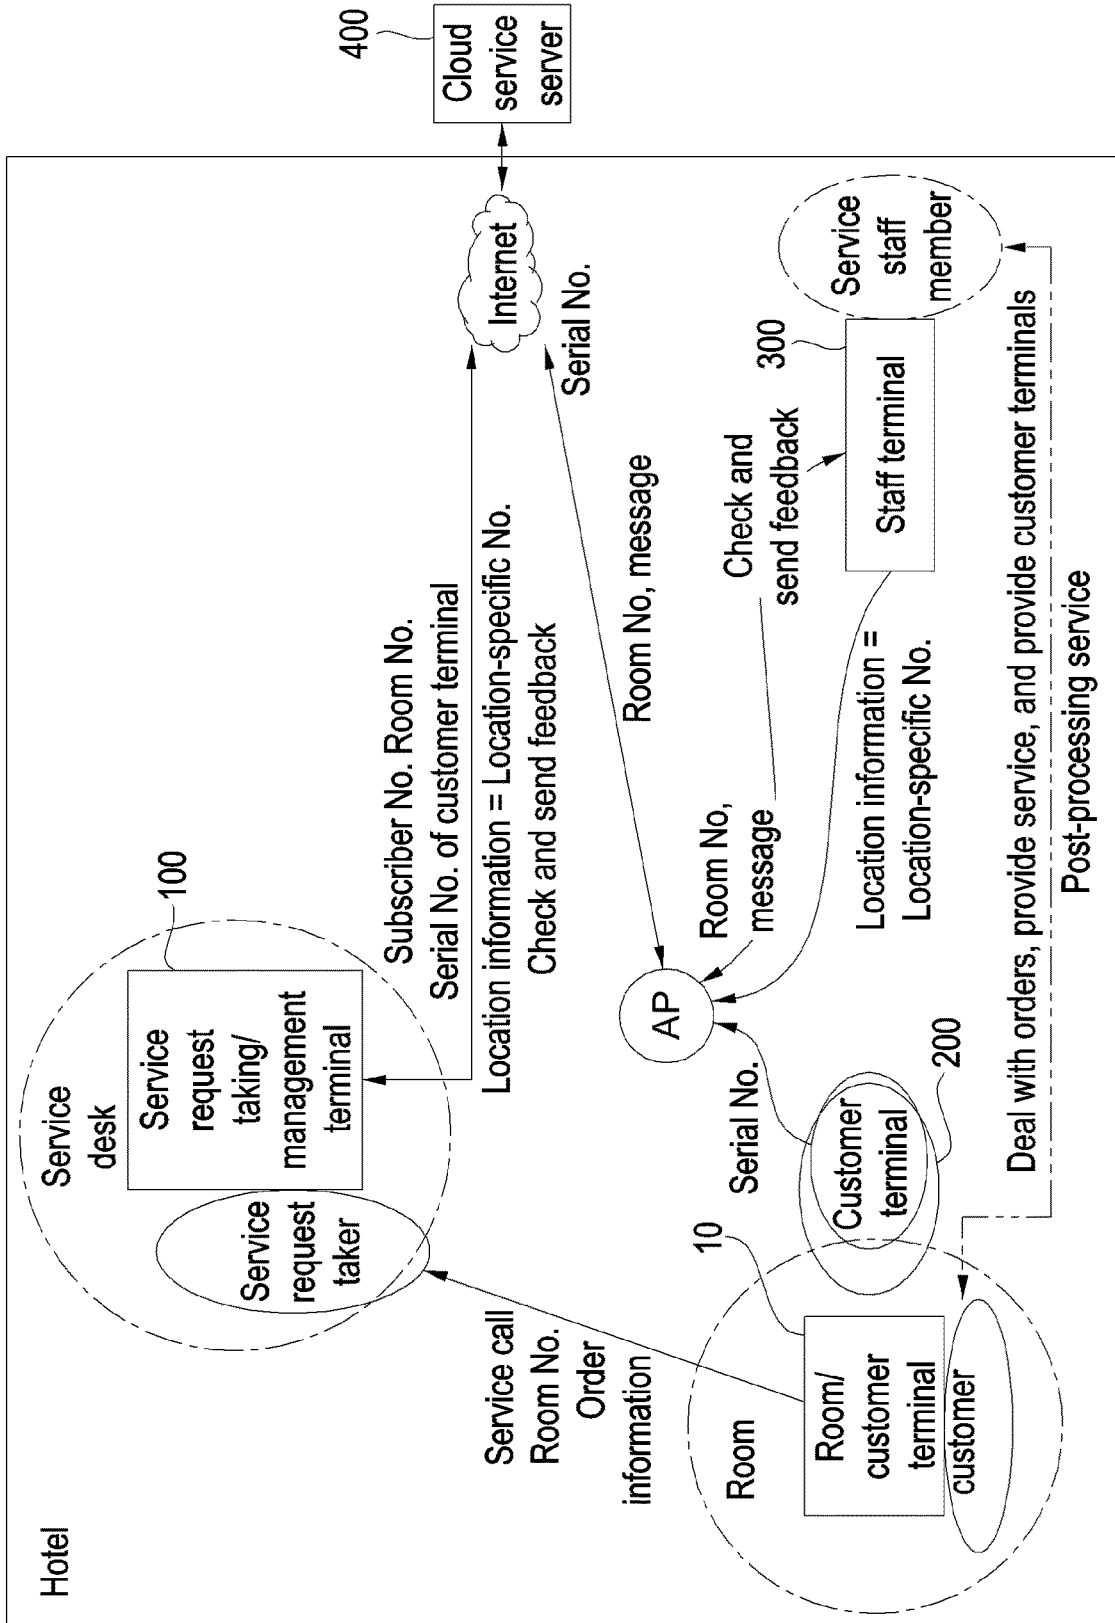 Hotel
Service
desk
Service
request
taking/
management
terminal
100
Service
request
taker
Subscriber No. Room No.
Serial No. of customer terminal
Location information = Location-specific No.
Check and send feedback
Internet
400
Cloud
service
server
Serial No.
Room No, message
Service call
Room No.
Order
information
Room
10
Room/
customer
terminal
customer
Customer
terminal
200
Serial No.
AP
Room No,
message
Check and
send feedback
300
Staff terminal
Service
staff
member
Location information =
Location-specific No.
Deal with orders, provide service, and provide customer terminals
Post-processing service